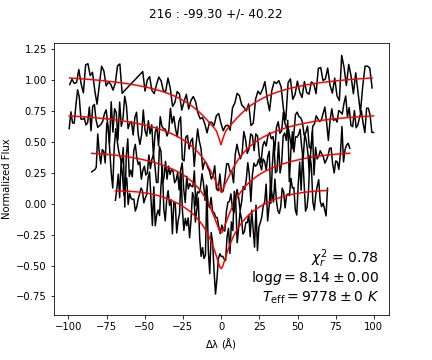 216 : -99.30 +/- 40.22
1.25
1.00
0.75
0.50
0.25
0.00
−0.25
−0.50
−0.75
Normalized Flux
χ²ᵣ = 0.78
logg = 8.14 ± 0.00
Teff = 9778 ± 0 K
−100 −75 −50 −25 0 25 50 75 100
Δλ (Å)